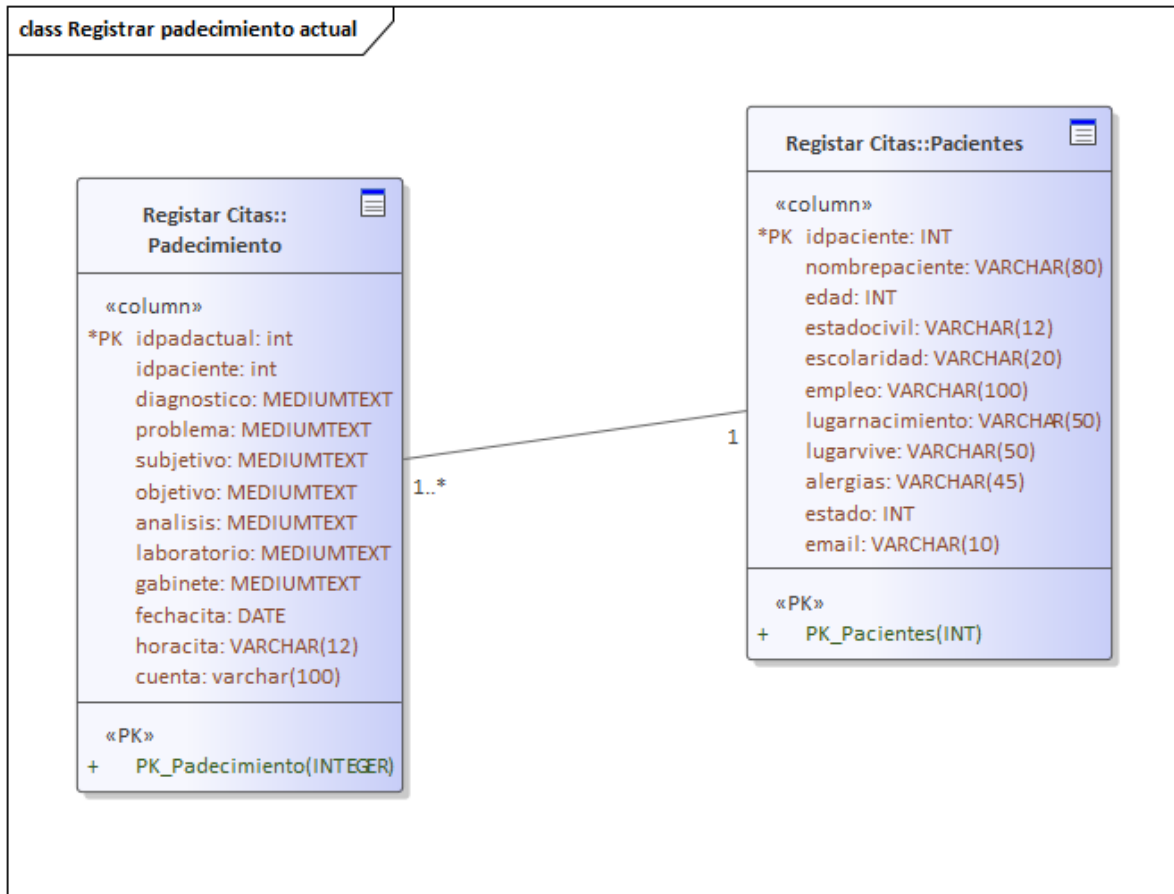 class Registrar padecimiento actual
Registar Citas::
Padecimiento
«column»
*PK idpadactual: int
idpaciente: int
diagnostico: MEDIUMTEXT
problema: MEDIUMTEXT
subjetivo: MEDIUMTEXT
objetivo: MEDIUMTEXT
analisis: MEDIUMTEXT
laboratorio: MEDIUMTEXT
gabinete: MEDIUMTEXT
fechacita: DATE
horacita: VARCHAR(12)
cuenta: varchar(100)
«PK»
+ PK_Padecimiento(INTEGER)
1..*
1
Registar Citas::Pacientes
«column»
*PK idpaciente: INT
nombrepaciente: VARCHAR(80)
edad: INT
estadocivil: VARCHAR(12)
escolaridad: VARCHAR(20)
empleo: VARCHAR(100)
lugarnacimiento: VARCHAR(50)
lugarvive: VARCHAR(50)
alergias: VARCHAR(45)
estado: INT
email: VARCHAR(10)
«PK»
+ PK_Pacientes(INT)